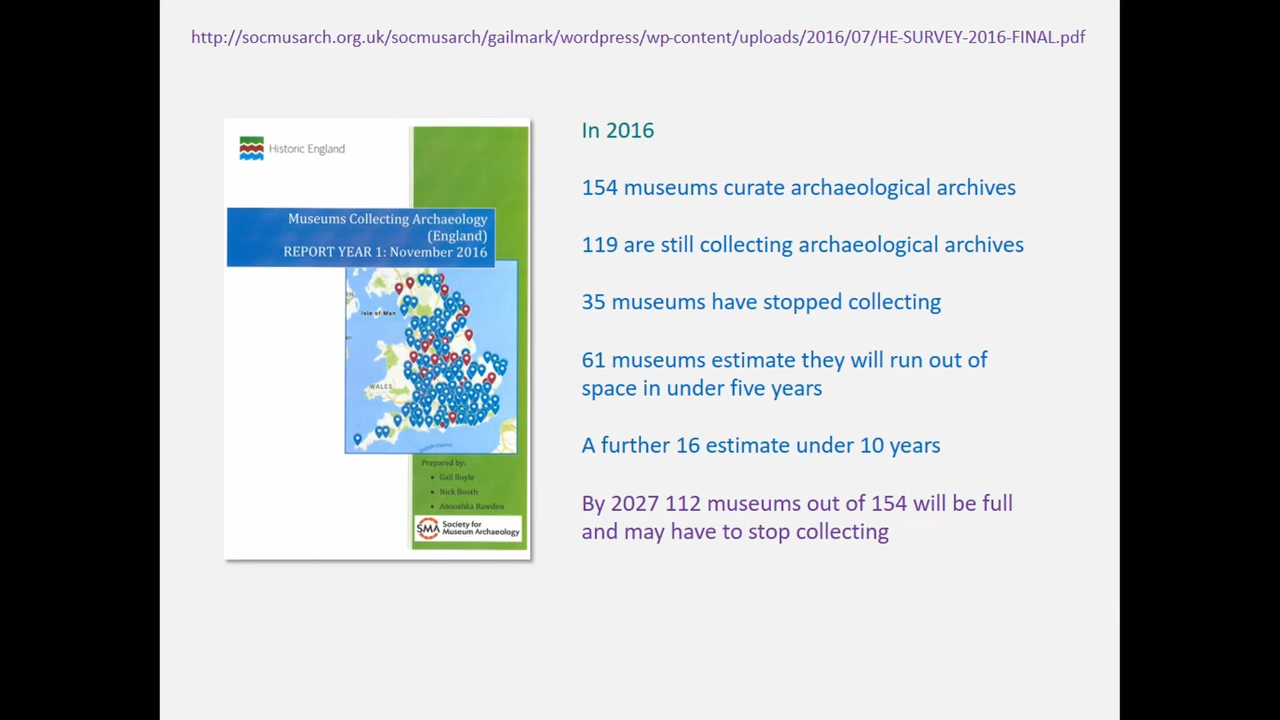 http://socmusarch.org.uk/socmusarch/gailmark/wordpress/wp-content/uploads/2016/07/HE-SURVEY-2016-FINAL.pdf
Historic England
Museums Collecting Archaeology
(England)
REPORT YEAR 1: November 2016
Isle of Man
WALES
English Channel
Prepared by:
• Gail Boyle
• Nick Booth
• Anooshka Rawden
SMA Society for
Museum Archaeology
In 2016
154 museums curate archaeological archives
119 are still collecting archaeological archives
35 museums have stopped collecting
61 museums estimate they will run out of
space in under five years
A further 16 estimate under 10 years
By 2027 112 museums out of 154 will be full
and may have to stop collecting